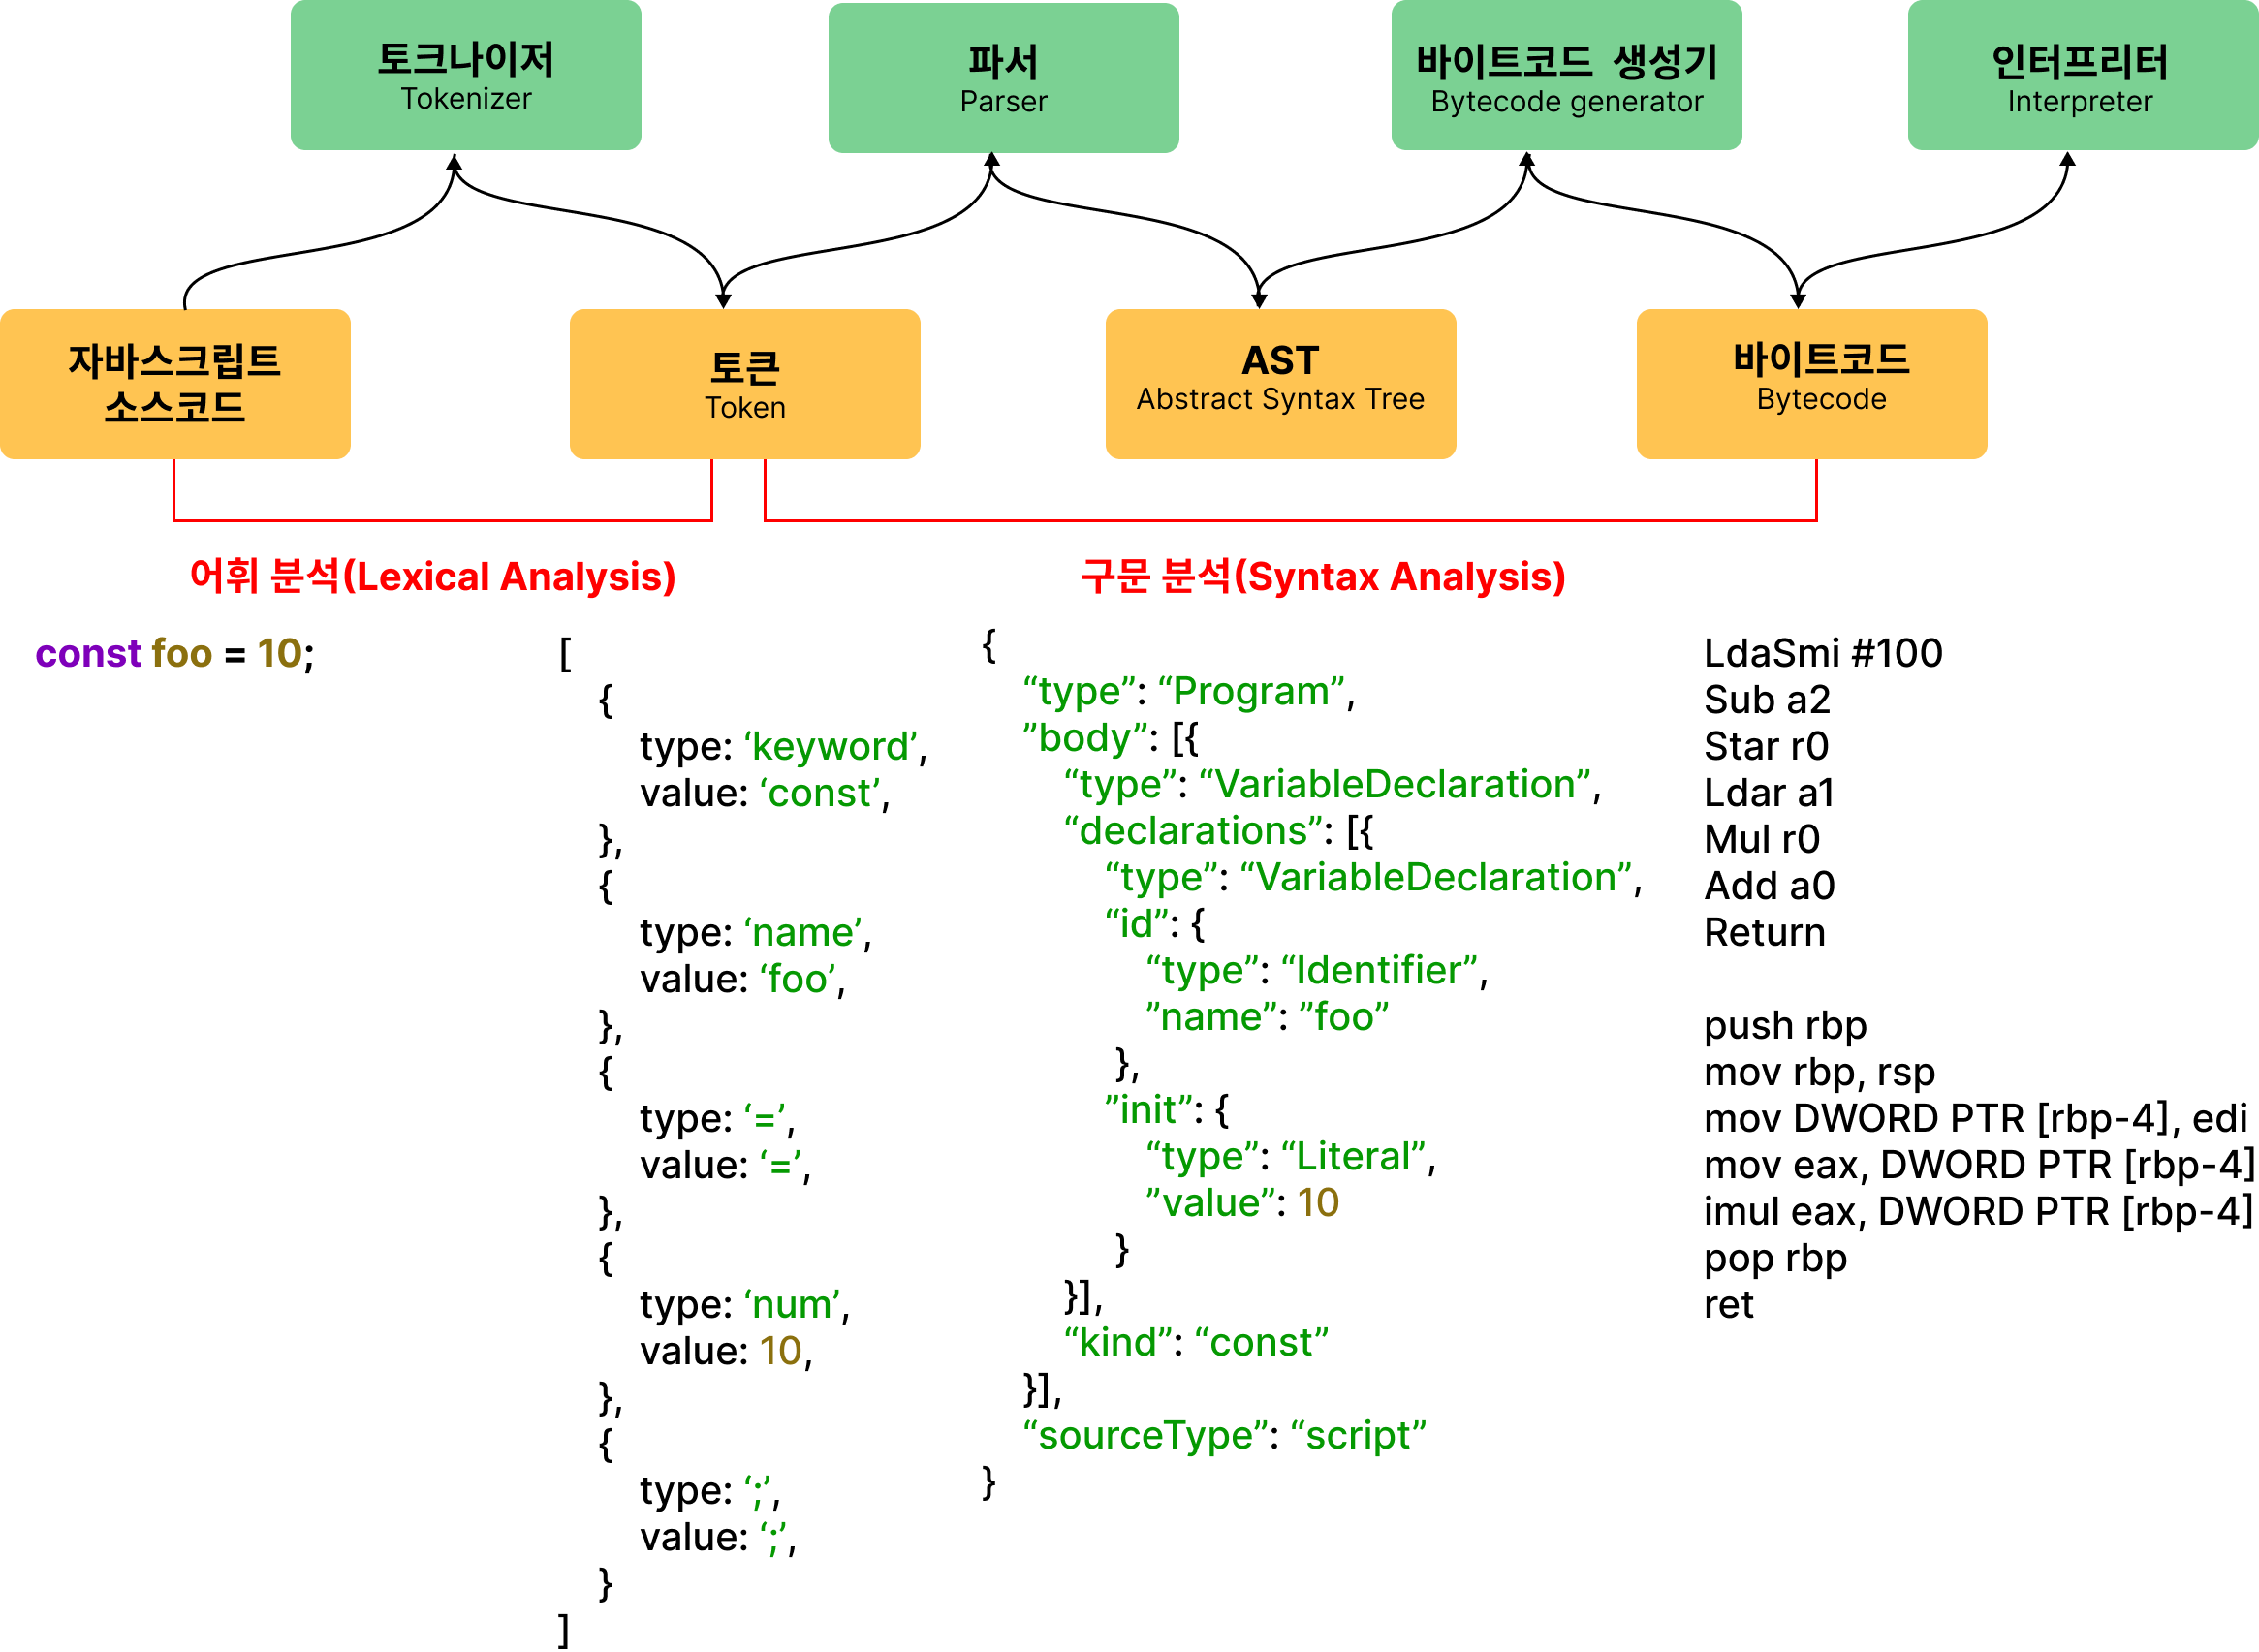 토크나이저
Tokenizer
파서
Parser
바이트코드 생성기
Bytecode generator
인터프리터
Interpreter
자바스크립트
소스코드
토큰
Token
AST
Abstract Syntax Tree
바이트코드
Bytecode
어휘 분석(Lexical Analysis)
구문 분석(Syntax Analysis)
const foo = 10;
[
{
type: ‘keyword’,
value: ‘const’,
},
{
type: ‘name’,
value: ‘foo’,
},
{
type: ‘=’,
value: ‘=’,
},
{
type: ‘num’,
value: 10,
},
{
type: ‘;’,
value: ‘;’,
}
]
{
“type”: “Program”,
”body”: [{
“type”: “VariableDeclaration”,
“declarations”: [{
“type”: “VariableDeclaration”,
“id”: {
“type”: “Identifier”,
”name”: ”foo”
},
”init”: {
“type”: “Literal”,
”value”: 10
}
}],
“kind”: “const”
}],
“sourceType”: “script”
}
LdaSmi #100
Sub a2
Star r0
Ldar a1
Mul r0
Add a0
Return
push rbp
mov rbp, rsp
mov DWORD PTR [rbp-4], edi
mov eax, DWORD PTR [rbp-4]
imul eax, DWORD PTR [rbp-4]
pop rbp
ret